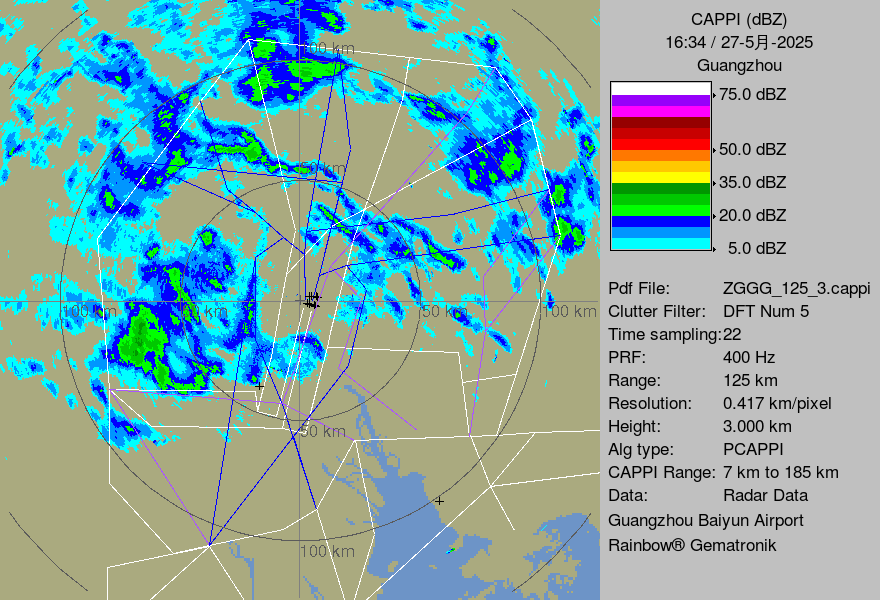 CAPPI (dBZ)
16:34 / 27-5月-2025
Guangzhou
75.0 dBZ
50.0 dBZ
35.0 dBZ
20.0 dBZ
5.0 dBZ
Pdf File: ZGGG_125_3.cappi
Clutter Filter: DFT Num 5
Time sampling:22
PRF: 400 Hz
Range: 125 km
Resolution: 0.417 km/pixel
Height: 3.000 km
Alg type: PCAPPI
CAPPI Range: 7 km to 185 km
Data: Radar Data
Guangzhou Baiyun Airport
Rainbow® Gematronik
100 km
50 km
100 km
50 km
50 km
100 km
50 km
100 km